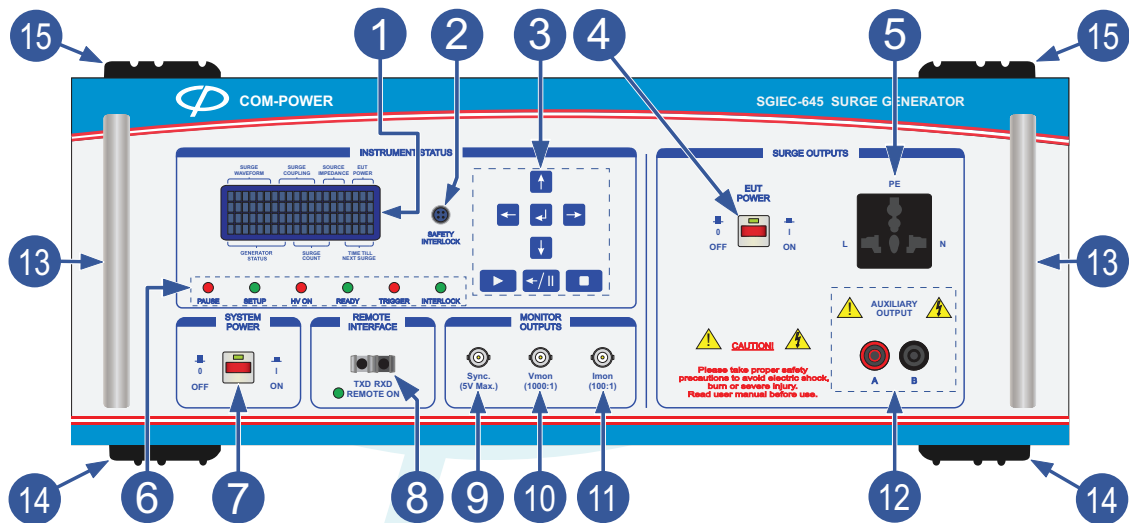 15
1
2
3
4
5
15
COM-POWER
SGIEC-645 SURGE GENERATOR
INSTRUMENT STATUS
SURGE WAVEFORM
SURGE COUPLING
SOURCE IMPEDANCE
EUT POWER
GENERATOR STATUS
SURGE COUNT
TIME TILL NEXT SURGE
SAFETY INTERLOCK
PAUSE
SETUP
HV ON
READY
TRIGGER
INTERLOCK
SURGE OUTPUTS
EUT POWER
0
OFF
I
ON
PE
L
N
AUXILIARY OUTPUT
A
B
CAUTION!
Please take proper safety
precautions to avoid electric shock,
burn or severe injury.
Read user manual before use.
13
13
SYSTEM POWER
0
OFF
I
ON
REMOTE INTERFACE
TXD RXD
REMOTE ON
MONITOR OUTPUTS
Sync.
(5V Max.)
Vmon
(1000:1)
Imon
(100:1)
14
6
7
8
9
10
11
12
14